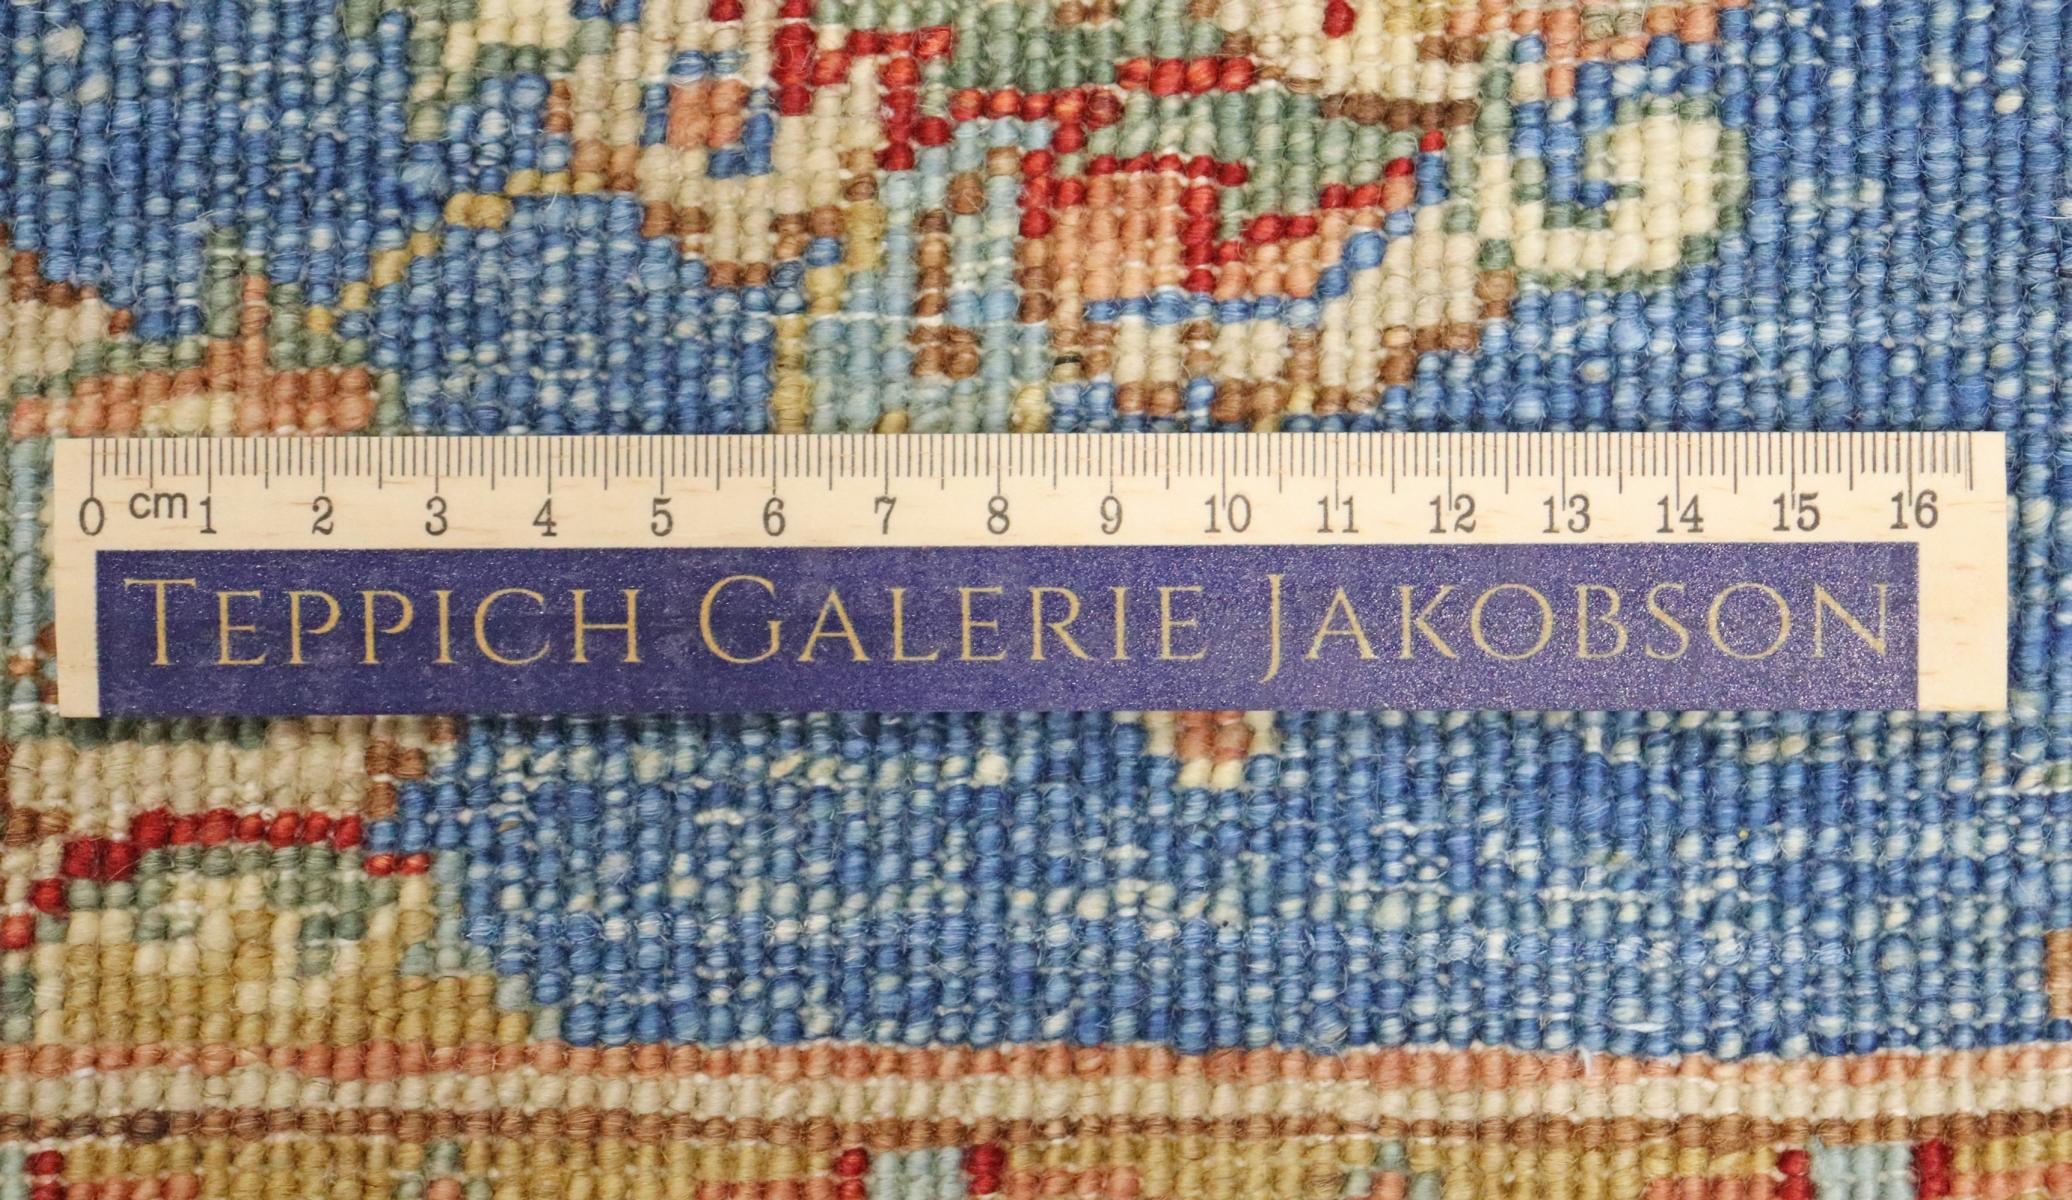 0 cm 1 2 3 4 5 6 7 8 9 10 11 12 13 14 15 16
TEPPICH GALERIE JAKOBSON